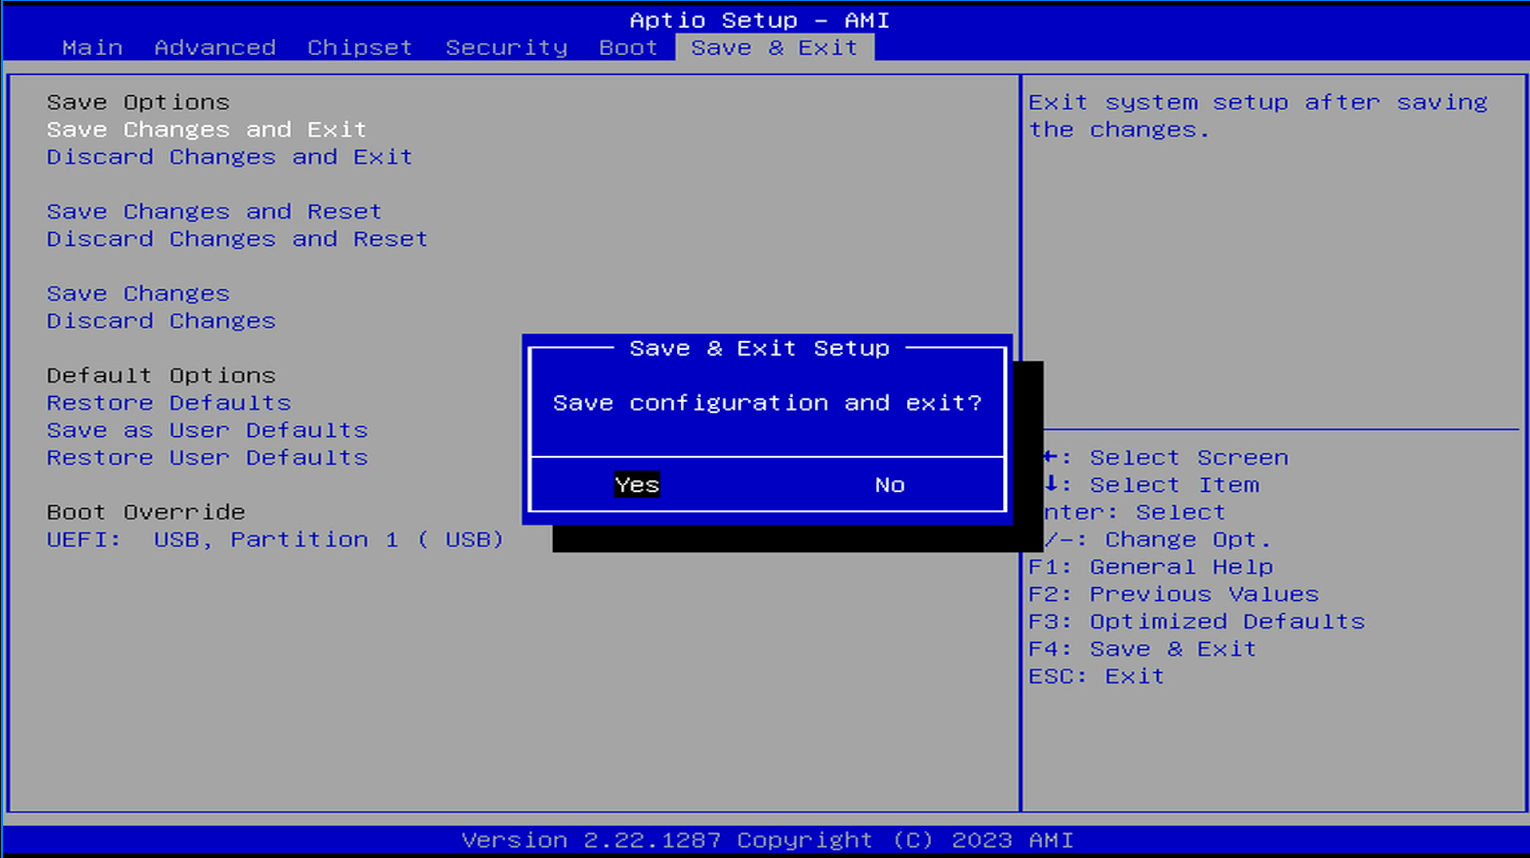 Aptio Setup – AMI
Main Advanced Chipset Security Boot Save & Exit
Save Options
Save Changes and Exit
Discard Changes and Exit
Save Changes and Reset
Discard Changes and Reset
Save Changes
Discard Changes
Default Options
Restore Defaults
Save as User Defaults
Restore User Defaults
Boot Override
UEFI: USB, Partition 1 ( USB)
Save & Exit Setup
Save configuration and exit?
Yes No
Exit system setup after saving
the changes.
←: Select Screen
↓: Select Item
nter: Select
/-: Change Opt.
F1: General Help
F2: Previous Values
F3: Optimized Defaults
F4: Save & Exit
ESC: Exit
Version 2.22.1287 Copyright (C) 2023 AMI